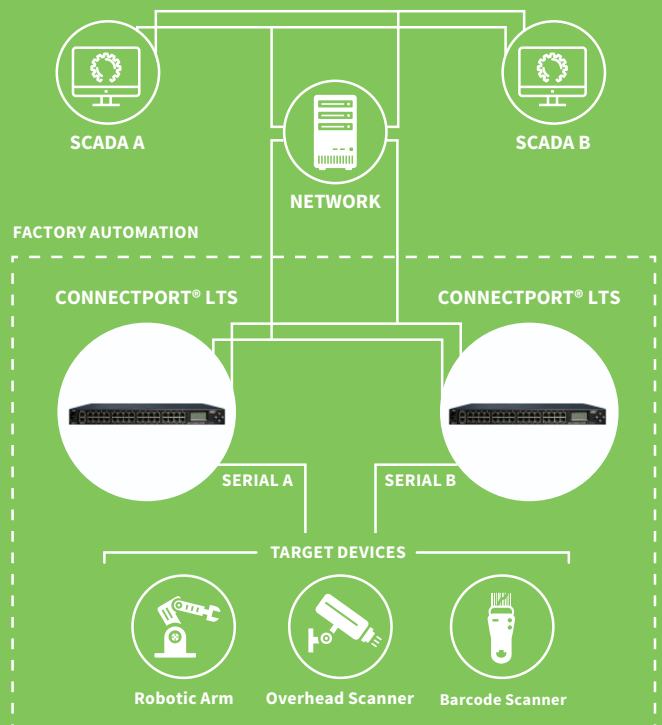 SCADA A
SCADA B
NETWORK
FACTORY AUTOMATION
CONNECTPORT® LTS
CONNECTPORT® LTS
SERIAL A
SERIAL B
TARGET DEVICES
Robotic Arm
Overhead Scanner
Barcode Scanner